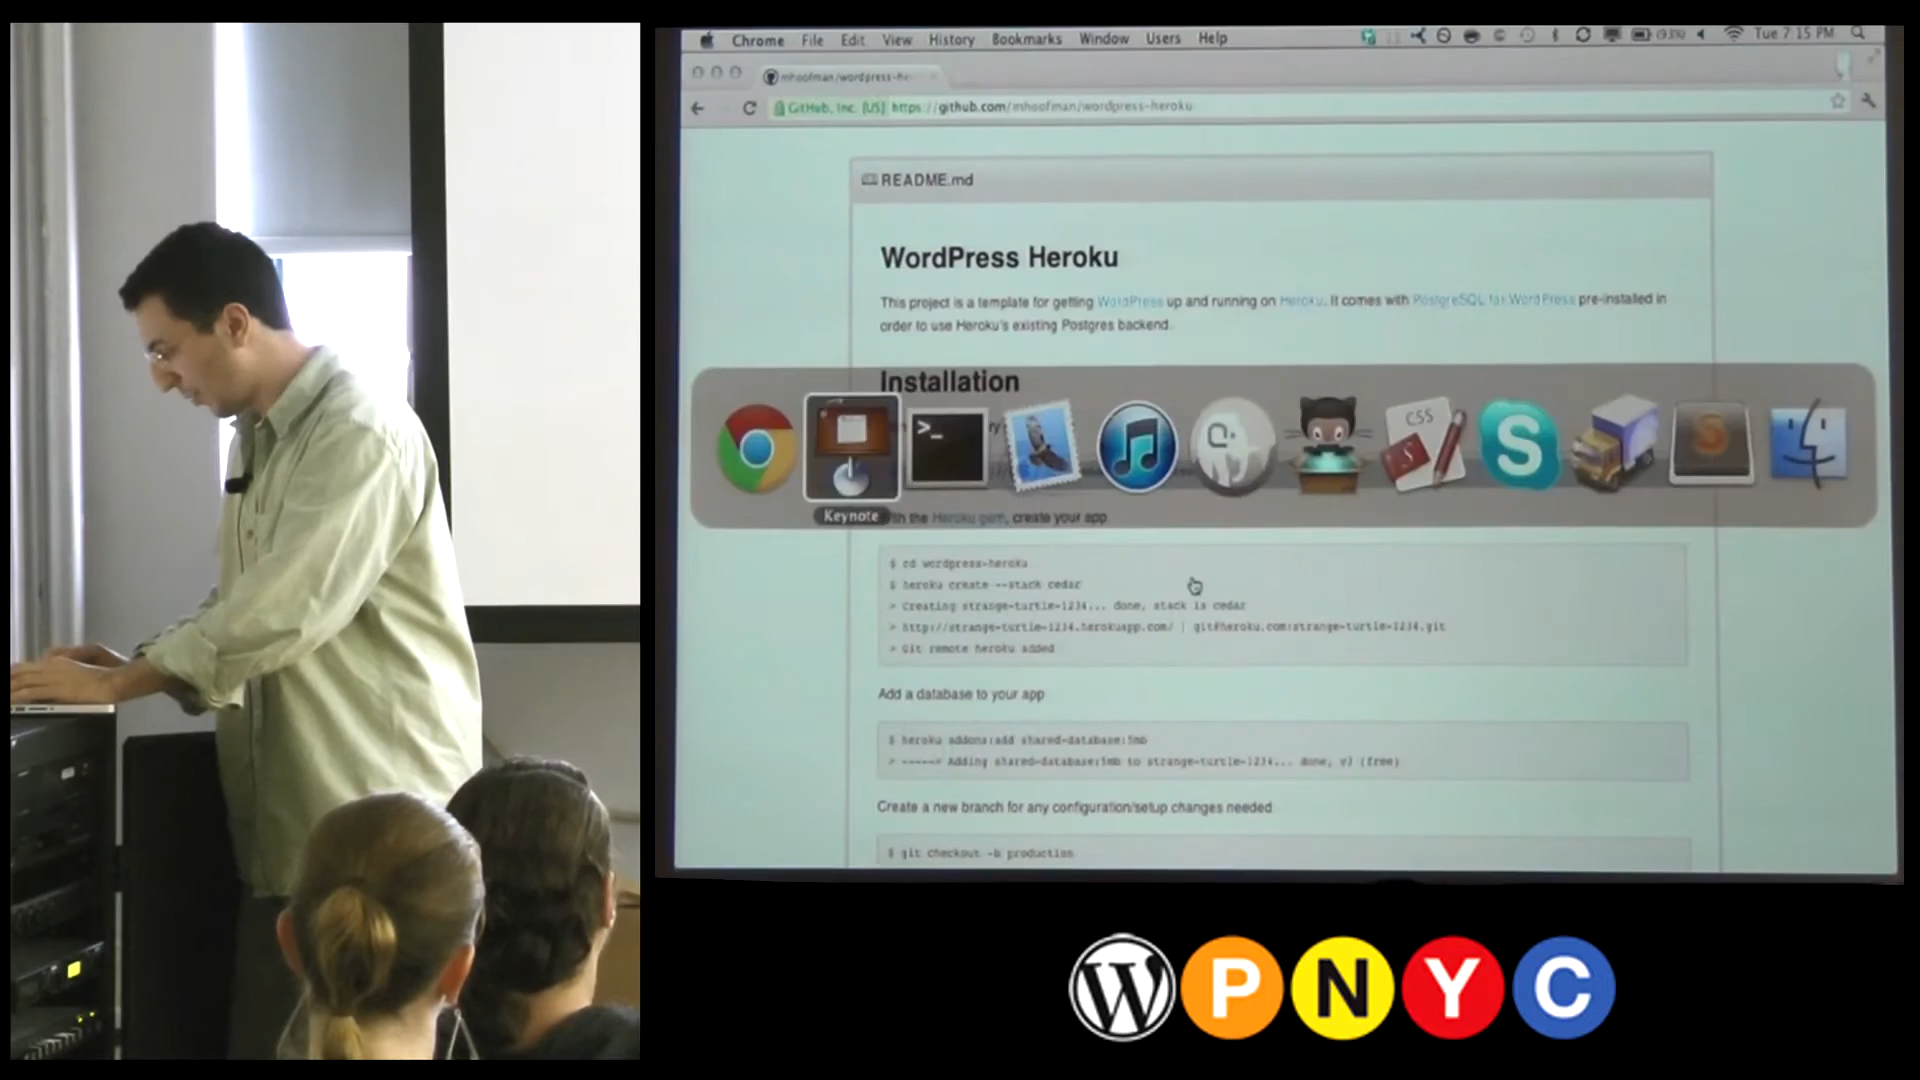 Chrome File Edit View History Bookmarks Window Users Help
(93%) Tue 7:15 PM
mhoofman/wordpress-he
GitHub, Inc. [US] https://github.com/mhoofman/wordpress-heroku
README.md
WordPress Heroku
This project is a template for getting WordPress up and running on Heroku. It comes with PostgreSQL for WordPress pre-installed in
order to use Heroku's existing Postgres backend.
Installation
>_
CSS
S
S
S
Keynote
the Heroku gem, create your app
$ cd wordpress-heroku
$ heroku create --stack cedar
> Creating strange-turtle-1234... done, stack is cedar
> http://strange-turtle-1234.herokuapp.com/ | git@heroku.com:strange-turtle-1234.git
> Git remote heroku added
Add a database to your app
$ heroku addons:add shared-database:5mb
> -----> Adding shared-database:5mb to strange-turtle-1234... done, v3 (free)
Create a new branch for any configuration/setup changes needed
$ git checkout -b production
W P N Y C